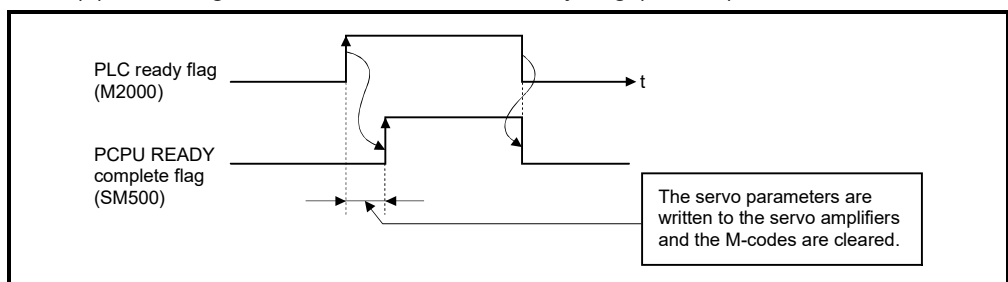 PLC ready flag
(M2000)
t
PCPU READY
complete flag
(SM500)
The servo parameters are
written to the servo amplifiers
and the M-codes are cleared.